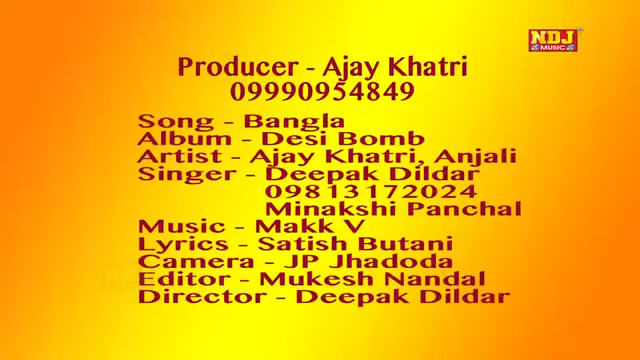 NDJ
MUSIC
Producer - Ajay Khatri
09990954849
Song - Bangla
Album - Desi Bomb
Artist - Ajay Khatri, Anjali
Singer - Deepak Dildar
09813172024
Minakshi Panchal
Music - Makk V
Lyrics - Satish Butani
Camera - JP Jhadoda
Editor - Mukesh Nandal
Director - Deepak Dildar